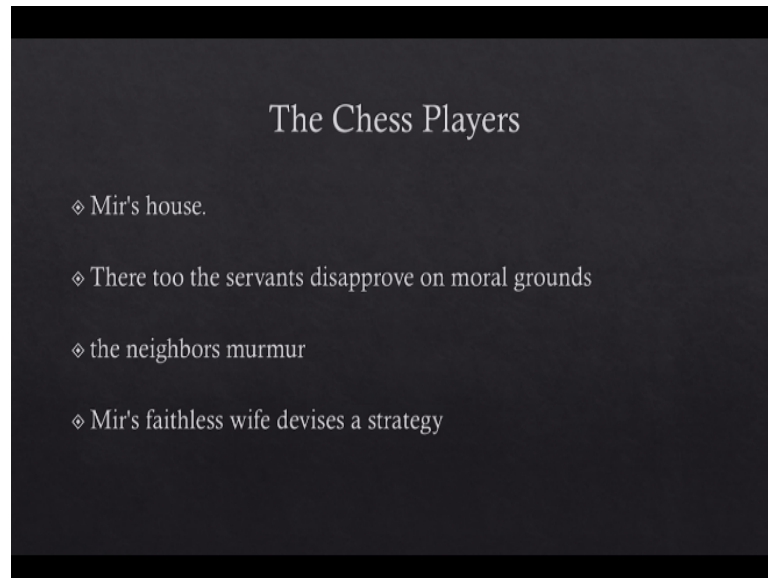 The Chess Players
Mir's house.
There too the servants disapprove on moral grounds
the neighbors murmur
Mir's faithless wife devises a strategy